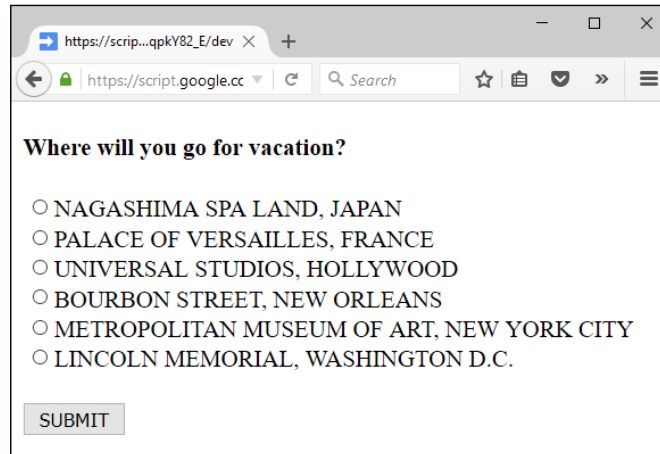 https://scrip...qpkY82_E/dev
https://script.google.cc
Search
Where will you go for vacation?
NAGASHIMA SPA LAND, JAPAN
PALACE OF VERSAILLES, FRANCE
UNIVERSAL STUDIOS, HOLLYWOOD
BOURBON STREET, NEW ORLEANS
METROPOLITAN MUSEUM OF ART, NEW YORK CITY
LINCOLN MEMORIAL, WASHINGTON D.C.
SUBMIT